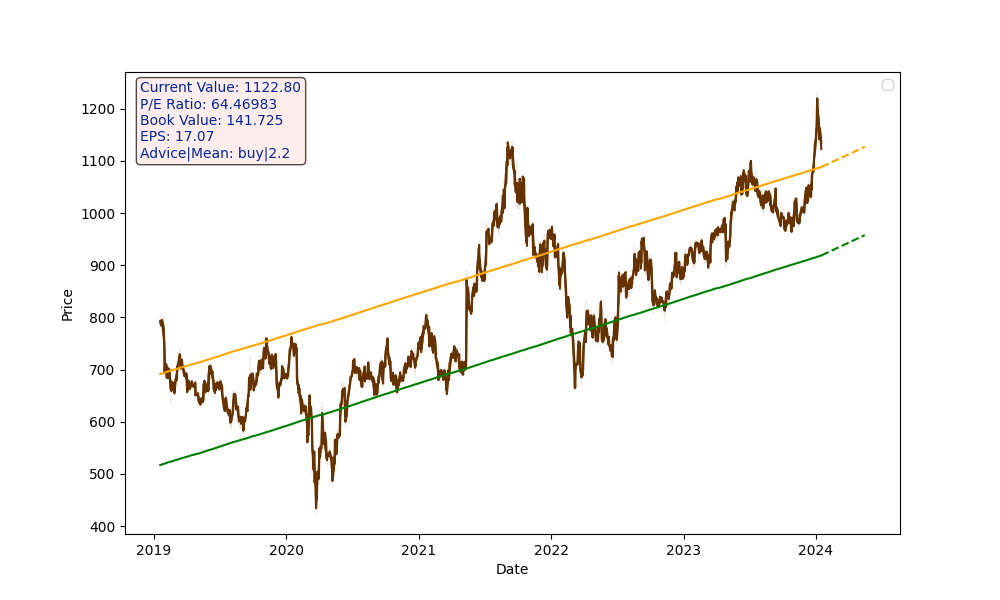 Current Value: 1122.80
P/E Ratio: 64.46983
Book Value: 141.725
EPS: 17.07
Advice|Mean: buy|2.2
1200
1100
1000
900
800
700
600
500
400
Price
2019 2020 2021 2022 2023 2024
Date